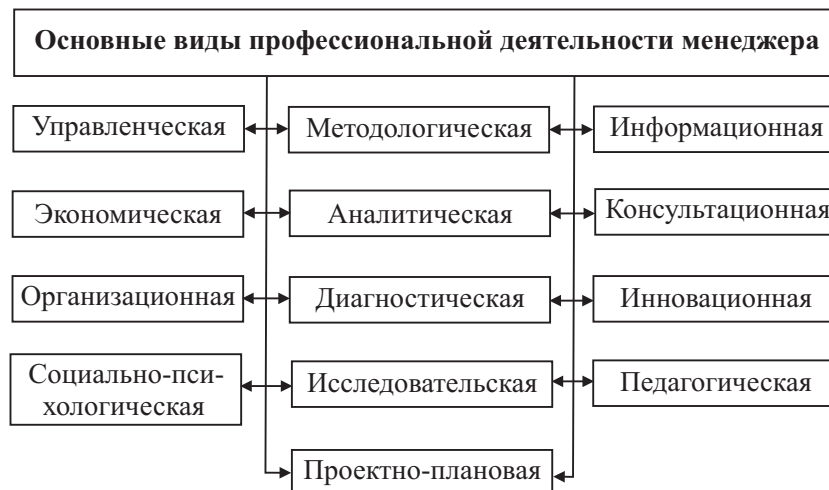 Основные виды профессиональной деятельности менеджера
Управленческая
Методологическая
Информационная
Экономическая
Аналитическая
Консультационная
Организационная
Диагностическая
Инновационная
Социально-пси-
хологическая
Исследовательская
Педагогическая
Проектно-плановая